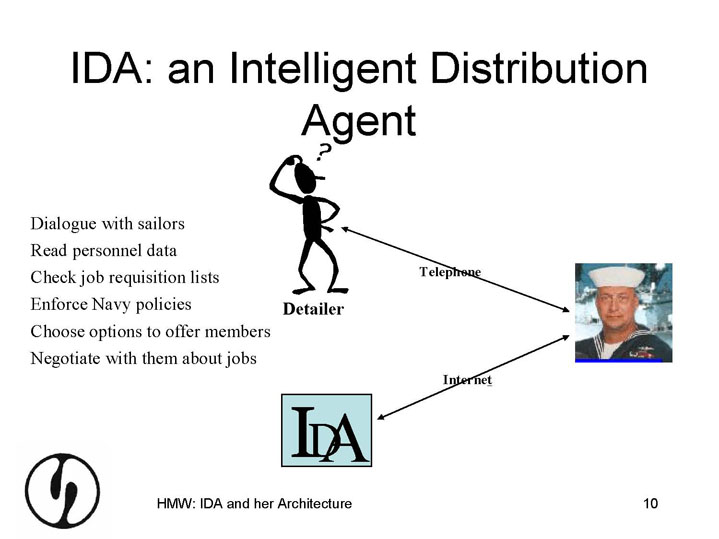 IDA: an Intelligent Distribution
Agent
?
Dialogue with sailors
Read personnel data
Check job requisition lists
Enforce Navy policies
Choose options to offer members
Negotiate with them about jobs
Detailer
Telephone
Internet
IDA
HMW: IDA and her Architecture
10